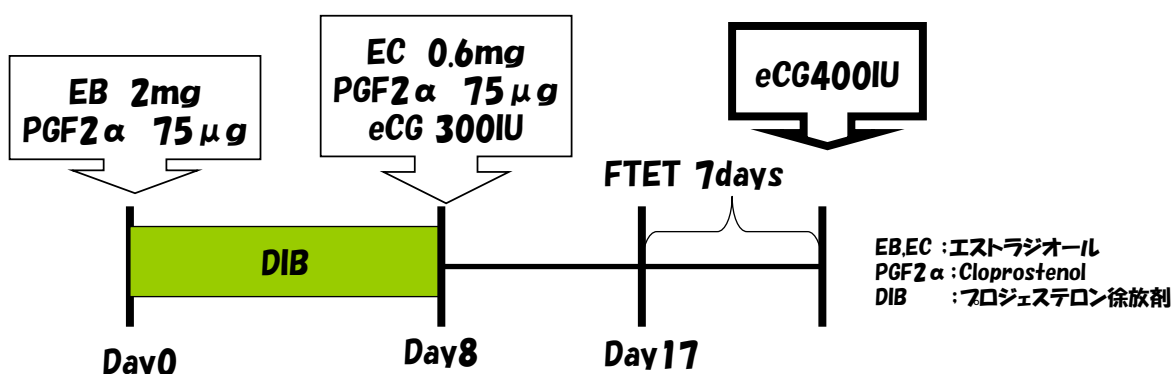 EB 2mg
PGF2α 75μg
EC 0.6mg
PGF2α 75μg
eCG 300IU
eCG400IU
FTET 7days
DIB
EB,EC :エストラジオール
PGF2α:Cloprostenol
DIB :プロジェステロン徐放剤
Day0
Day8
Day17